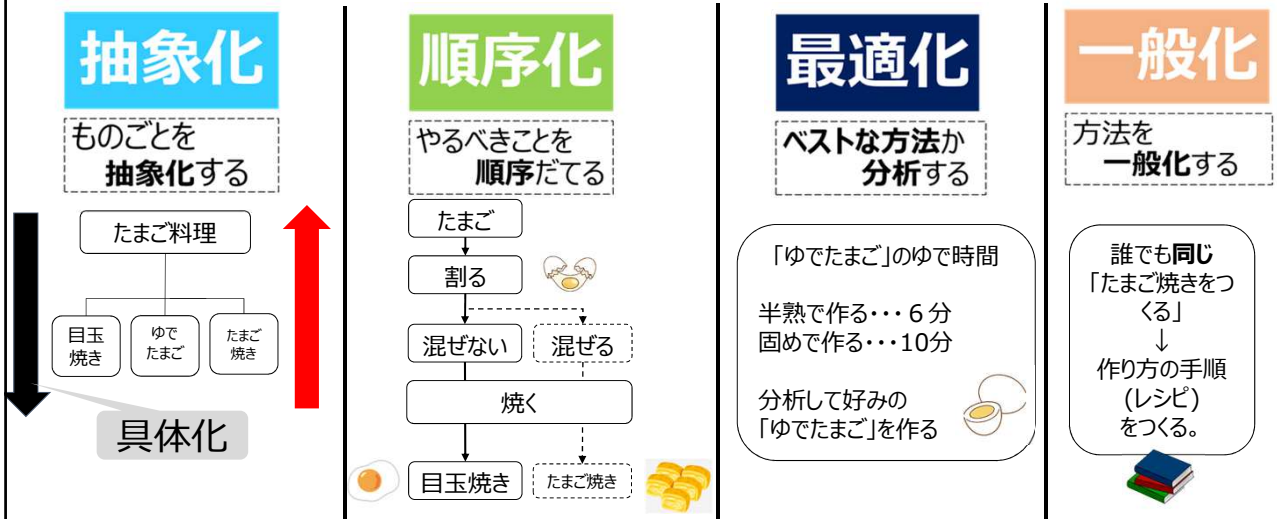 抽象化
ものごとを
抽象化する
たまご料理
目玉
焼き
ゆで
たまご
たまご
焼き
具体化
順序化
やるべきことを
順序だてる
たまご
割る
混ぜない
混ぜる
焼く
目玉焼き
たまご焼き
最適化
ベストな方法か
分析する
「ゆでたまご」のゆで時間
半熟で作る・・・６分
固めで作る・・・10分
分析して好みの
「ゆでたまご」を作る
一般化
方法を
一般化する
誰でも同じ
「たまご焼きをつ
くる」
↓
作り方の手順
(レシピ)
をつくる。